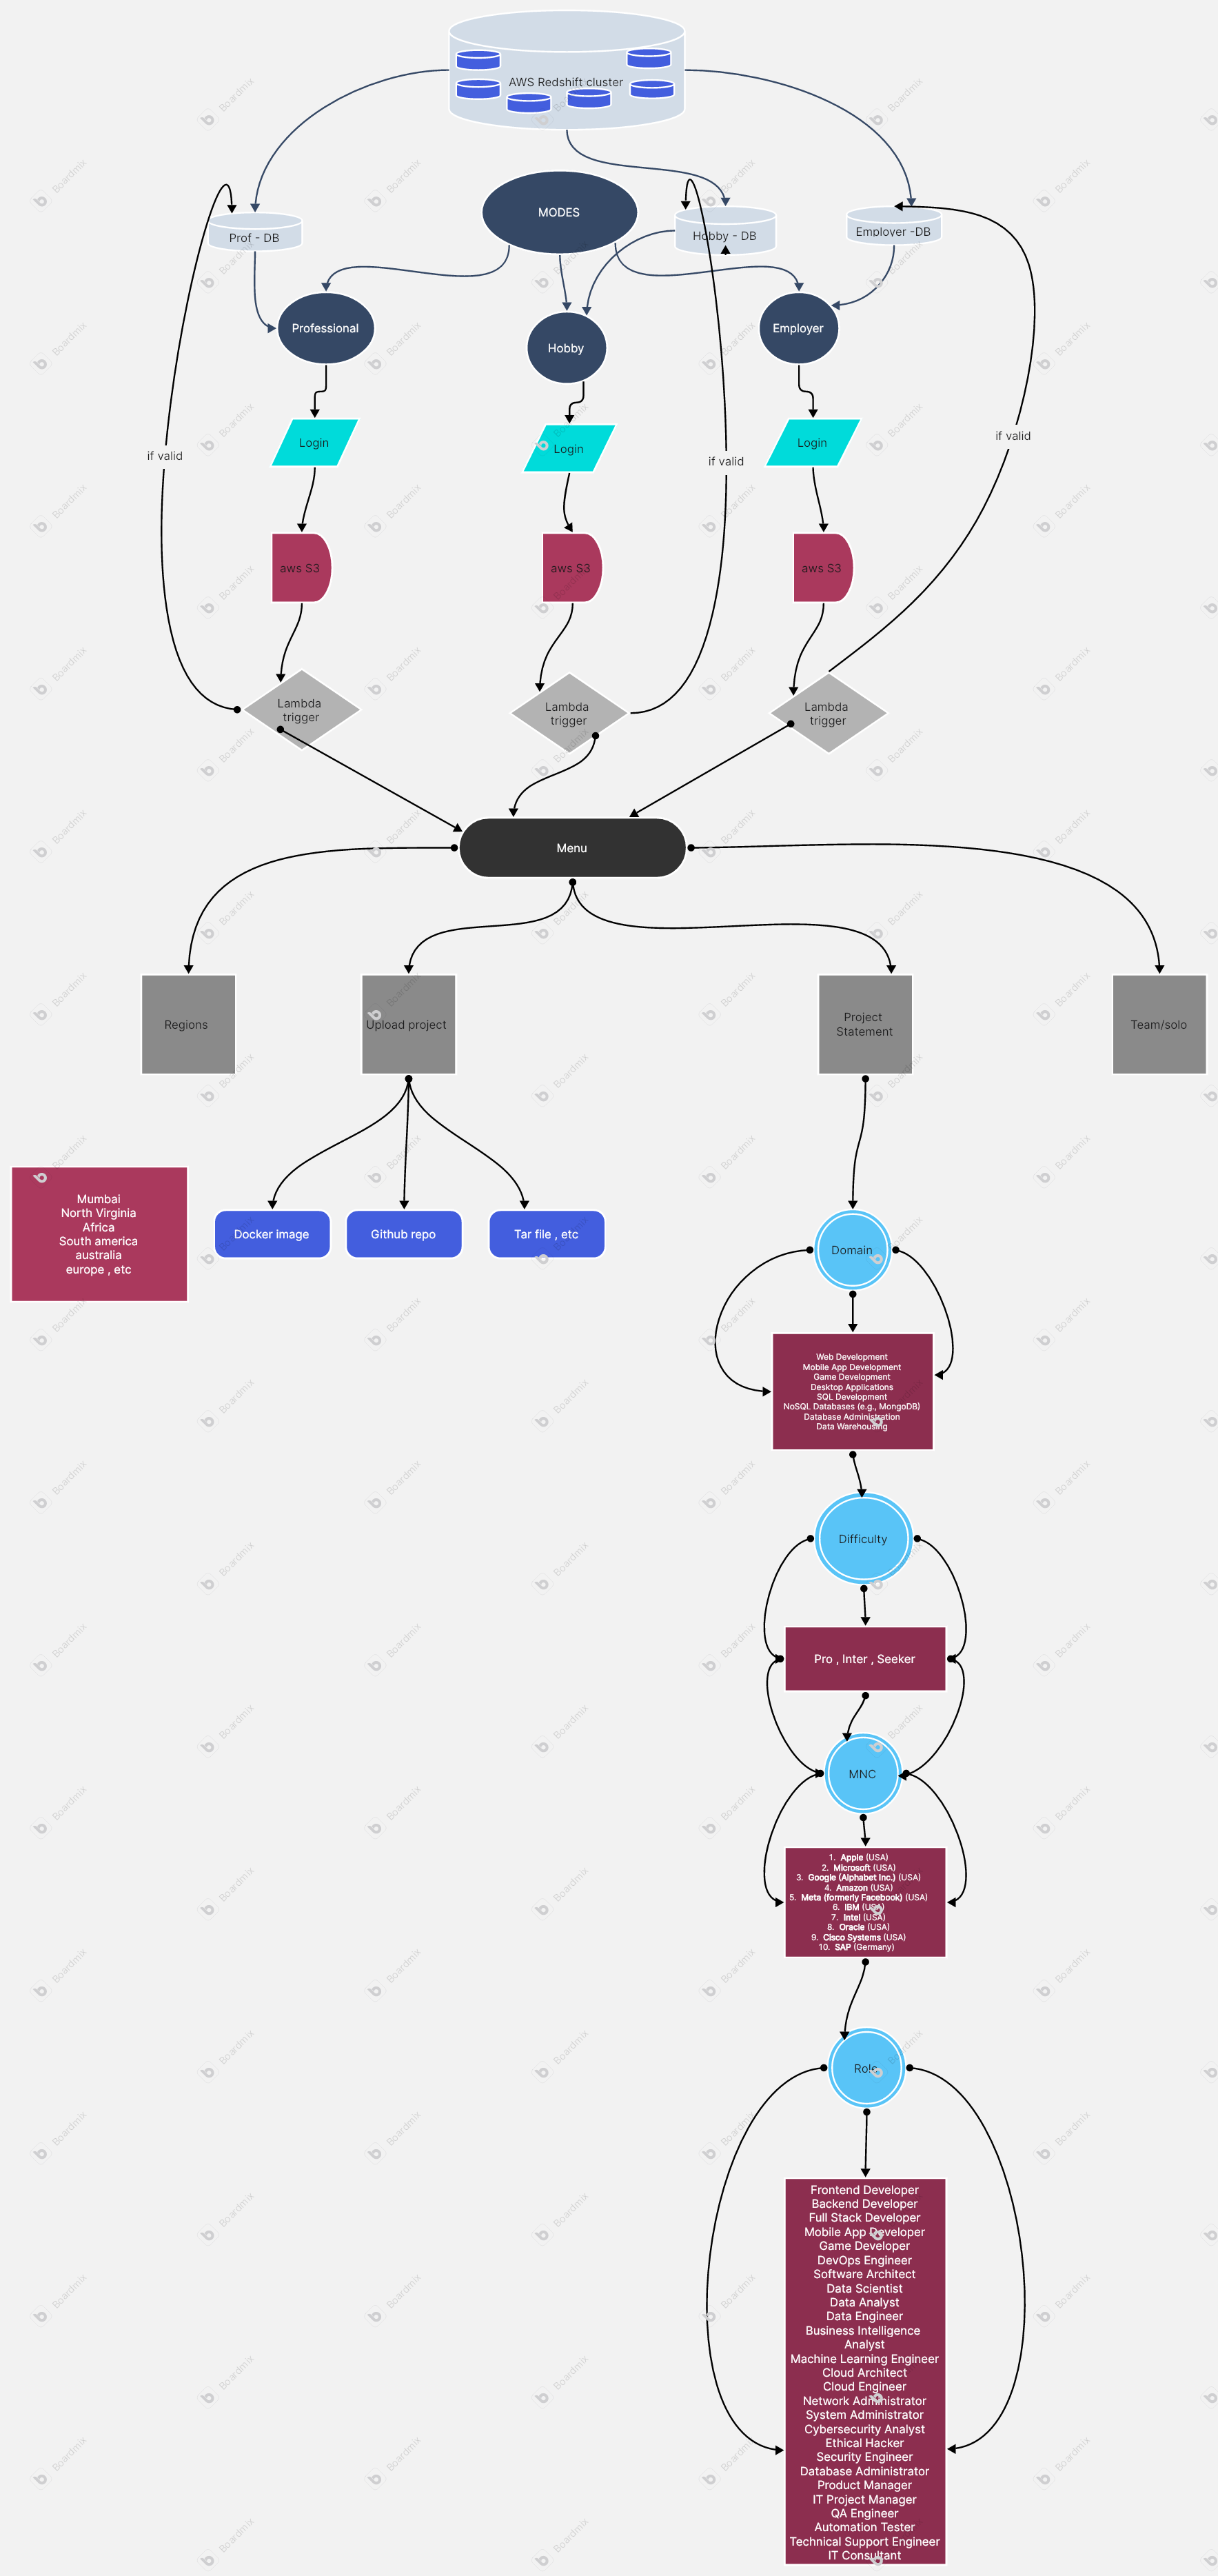 AWS Redshift cluster
MODES
Prof - DB
Hobby - DB
Employer -DB
Professional
Hobby
Employer
Login
Login
Login
if valid
if valid
if valid
aws S3
aws S3
aws S3
Lambda
trigger
Lambda
trigger
Lambda
trigger
Menu
Regions
Upload project
Project
Statement
Team/solo
Mumbai
North Virginia
Africa
South america
australia
europe , etc
Docker image
Github repo
Tar file , etc
Domain
Web Development
Mobile App Development
Game Development
Desktop Applications
SQL Development
NoSQL Databases (e.g., MongoDB)
Database Administration
Data Warehousing
Difficulty
Pro , Inter , Seeker
MNC
1. Apple (USA)
2. Microsoft (USA)
3. Google (Alphabet Inc.) (USA)
4. Amazon (USA)
5. Meta (formerly Facebook) (USA)
6. IBM (USA)
7. Intel (USA)
8. Oracle (USA)
9. Cisco Systems (USA)
10. SAP (Germany)
Role
Frontend Developer
Backend Developer
Full Stack Developer
Mobile App Developer
Game Developer
DevOps Engineer
Software Architect
Data Scientist
Data Analyst
Data Engineer
Business Intelligence
Analyst
Machine Learning Engineer
Cloud Architect
Cloud Engineer
Network Administrator
System Administrator
Cybersecurity Analyst
Ethical Hacker
Security Engineer
Database Administrator
Product Manager
IT Project Manager
QA Engineer
Automation Tester
Technical Support Engineer
IT Consultant
Boardmix